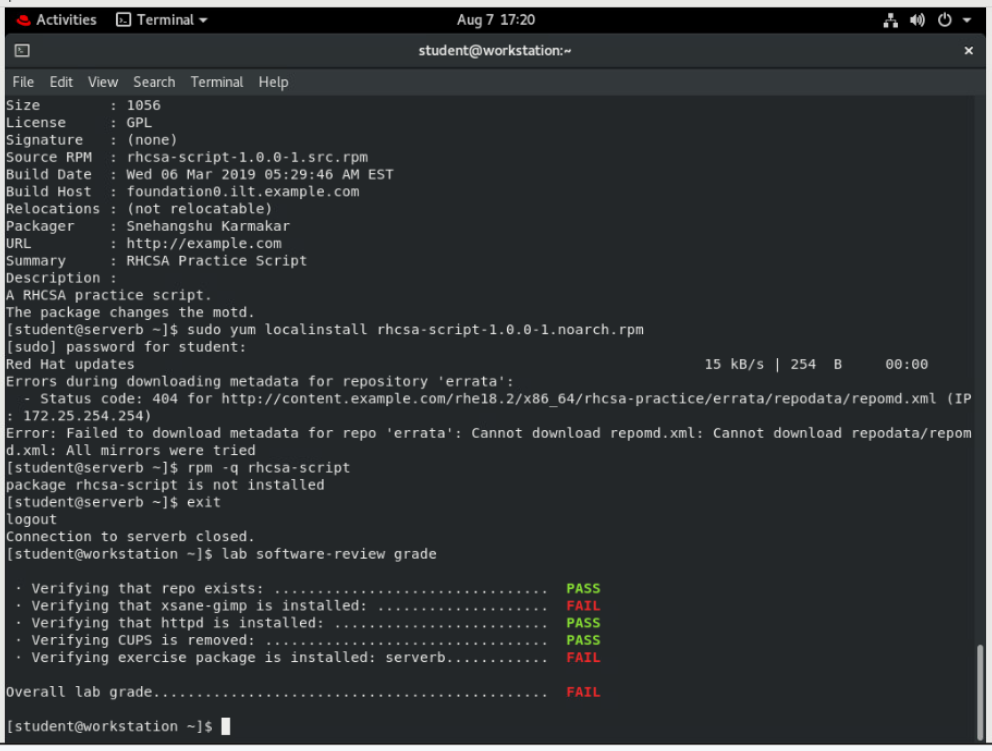 Activities Terminal Aug 7 17:20
student@workstation:~ ×
File Edit View Search Terminal Help
Size : 1056
License : GPL
Signature : (none)
Source RPM : rhcsa-script-1.0.0-1.src.rpm
Build Date : Wed 06 Mar 2019 05:29:46 AM EST
Build Host : foundation0.ilt.example.com
Relocations : (not relocatable)
Packager : Snehangshu Karmakar
URL : http://example.com
Summary : RHCSA Practice Script
Description :
A RHCSA practice script.
The package changes the motd.
[student@serverb ~]$ sudo yum localinstall rhcsa-script-1.0.0-1.noarch.rpm
[sudo] password for student:
Red Hat updates 15 kB/s | 254 B 00:00
Errors during downloading metadata for repository 'errata':
- Status code: 404 for http://content.example.com/rhe18.2/x86_64/rhcsa-practice/errata/repodata/repomd.xml (IP
: 172.25.254.254)
Error: Failed to download metadata for repo 'errata': Cannot download repomd.xml: Cannot download repodata/repom
d.xml: All mirrors were tried
[student@serverb ~]$ rpm -q rhcsa-script
package rhcsa-script is not installed
[student@serverb ~]$ exit
logout
Connection to serverb closed.
[student@workstation ~]$ lab software-review grade
· Verifying that repo exists: ................................ PASS
· Verifying that xsane-gimp is installed: .................... FAIL
· Verifying that httpd is installed: ......................... PASS
· Verifying CUPS is removed: ................................. PASS
· Verifying exercise package is installed: serverb............ FAIL
Overall lab grade.............................................. FAIL
[student@workstation ~]$